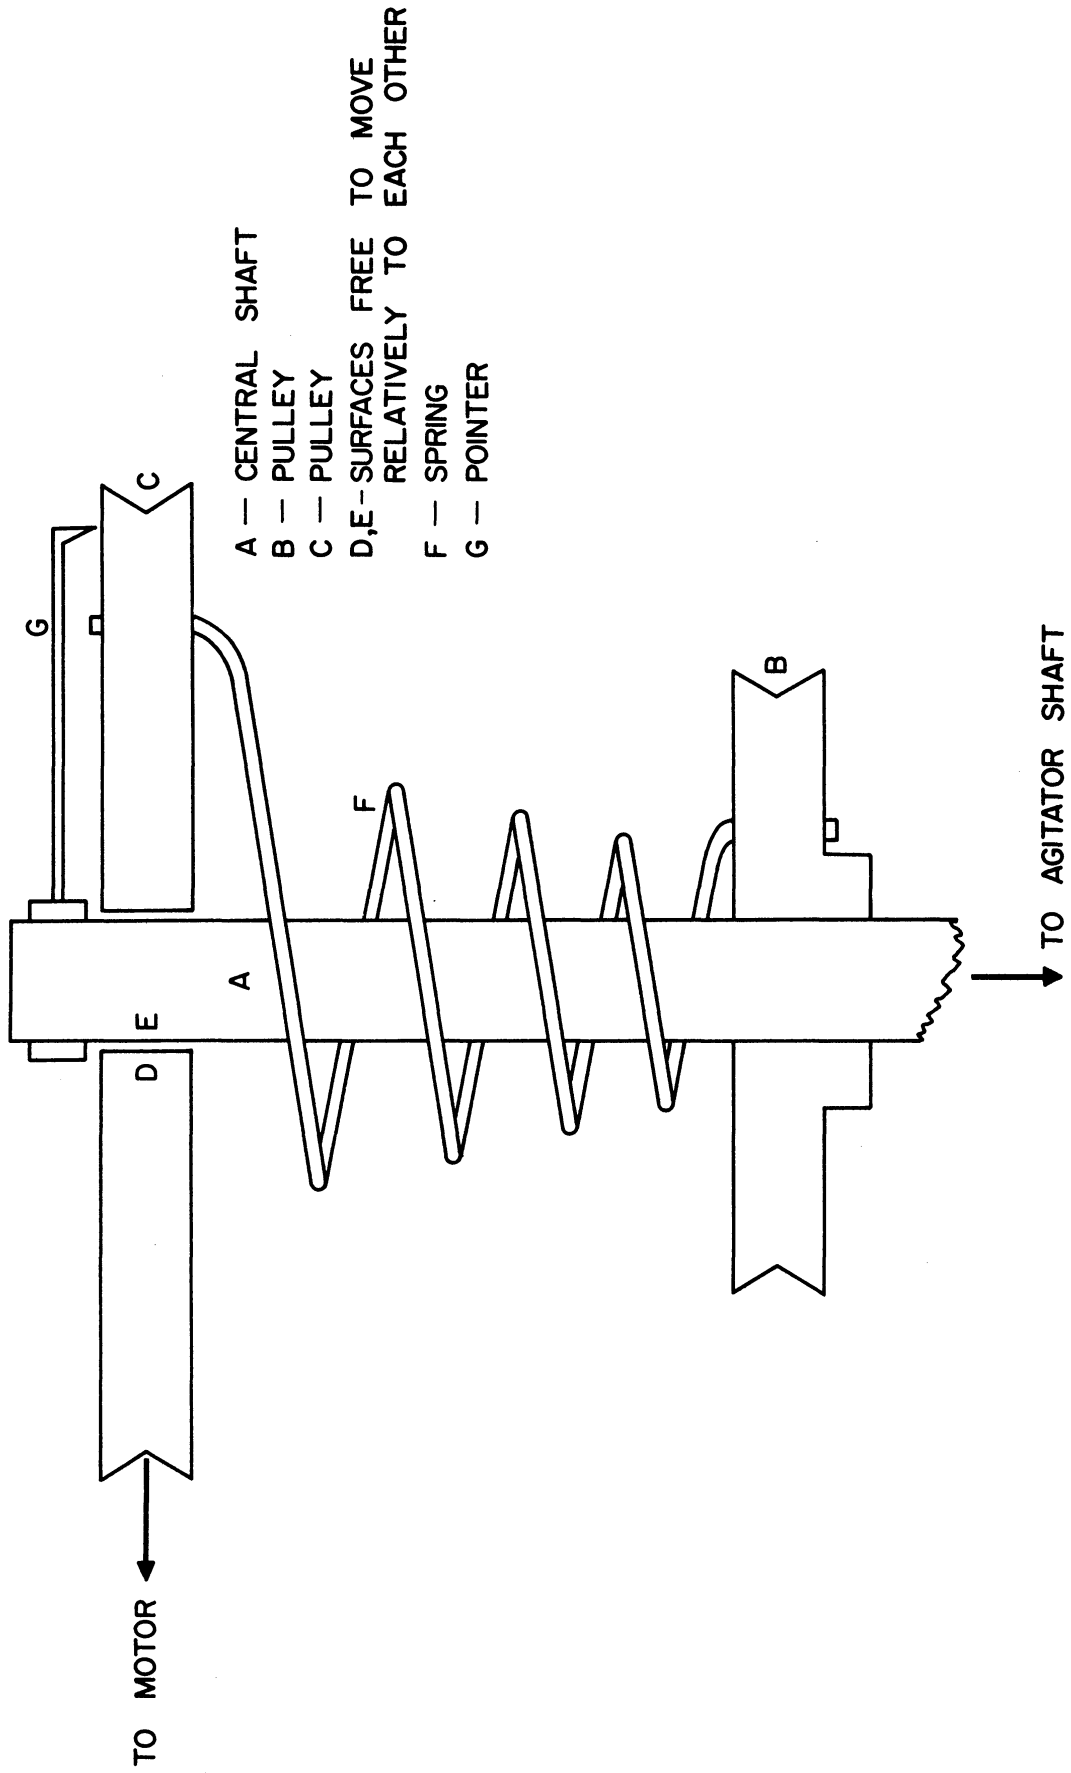 G
C
A — CENTRAL SHAFT
B — PULLEY
C — PULLEY
D,E — SURFACES FREE TO MOVE
RELATIVELY TO EACH OTHER
F — SPRING
G — POINTER
F
B
A
E
D
TO MOTOR
TO AGITATOR SHAFT